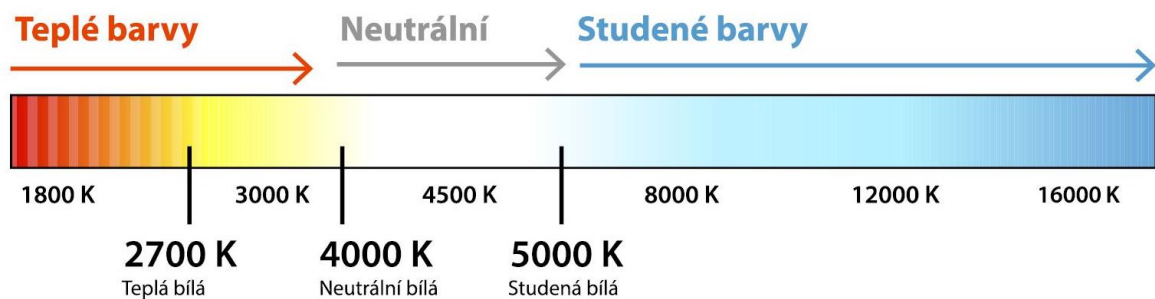 Teplé barvy
Neutrální
Studené barvy
1800 K
3000 K
4500 K
8000 K
12000 K
16000 K
2700 K
4000 K
5000 K
Teplá bílá
Neutrální bílá
Studená bílá